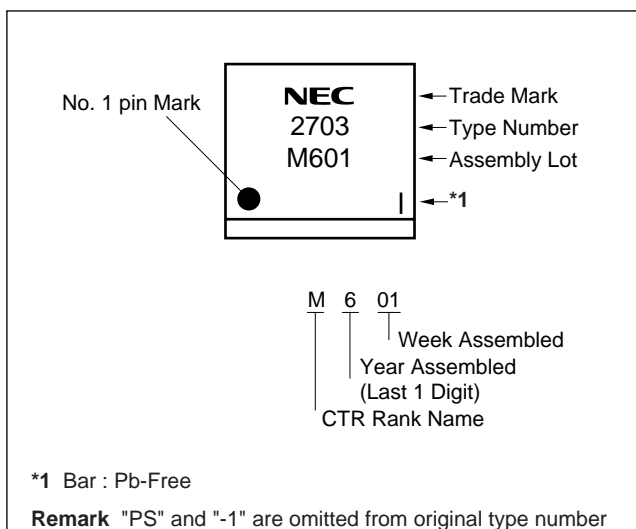 No. 1 pin Mark
NEC
2703
M601
Trade Mark
Type Number
Assembly Lot
*1
M 6 01
Week Assembled
Year Assembled
(Last 1 Digit)
CTR Rank Name
*1 Bar : Pb-Free
Remark "PS" and "-1" are omitted from original type number